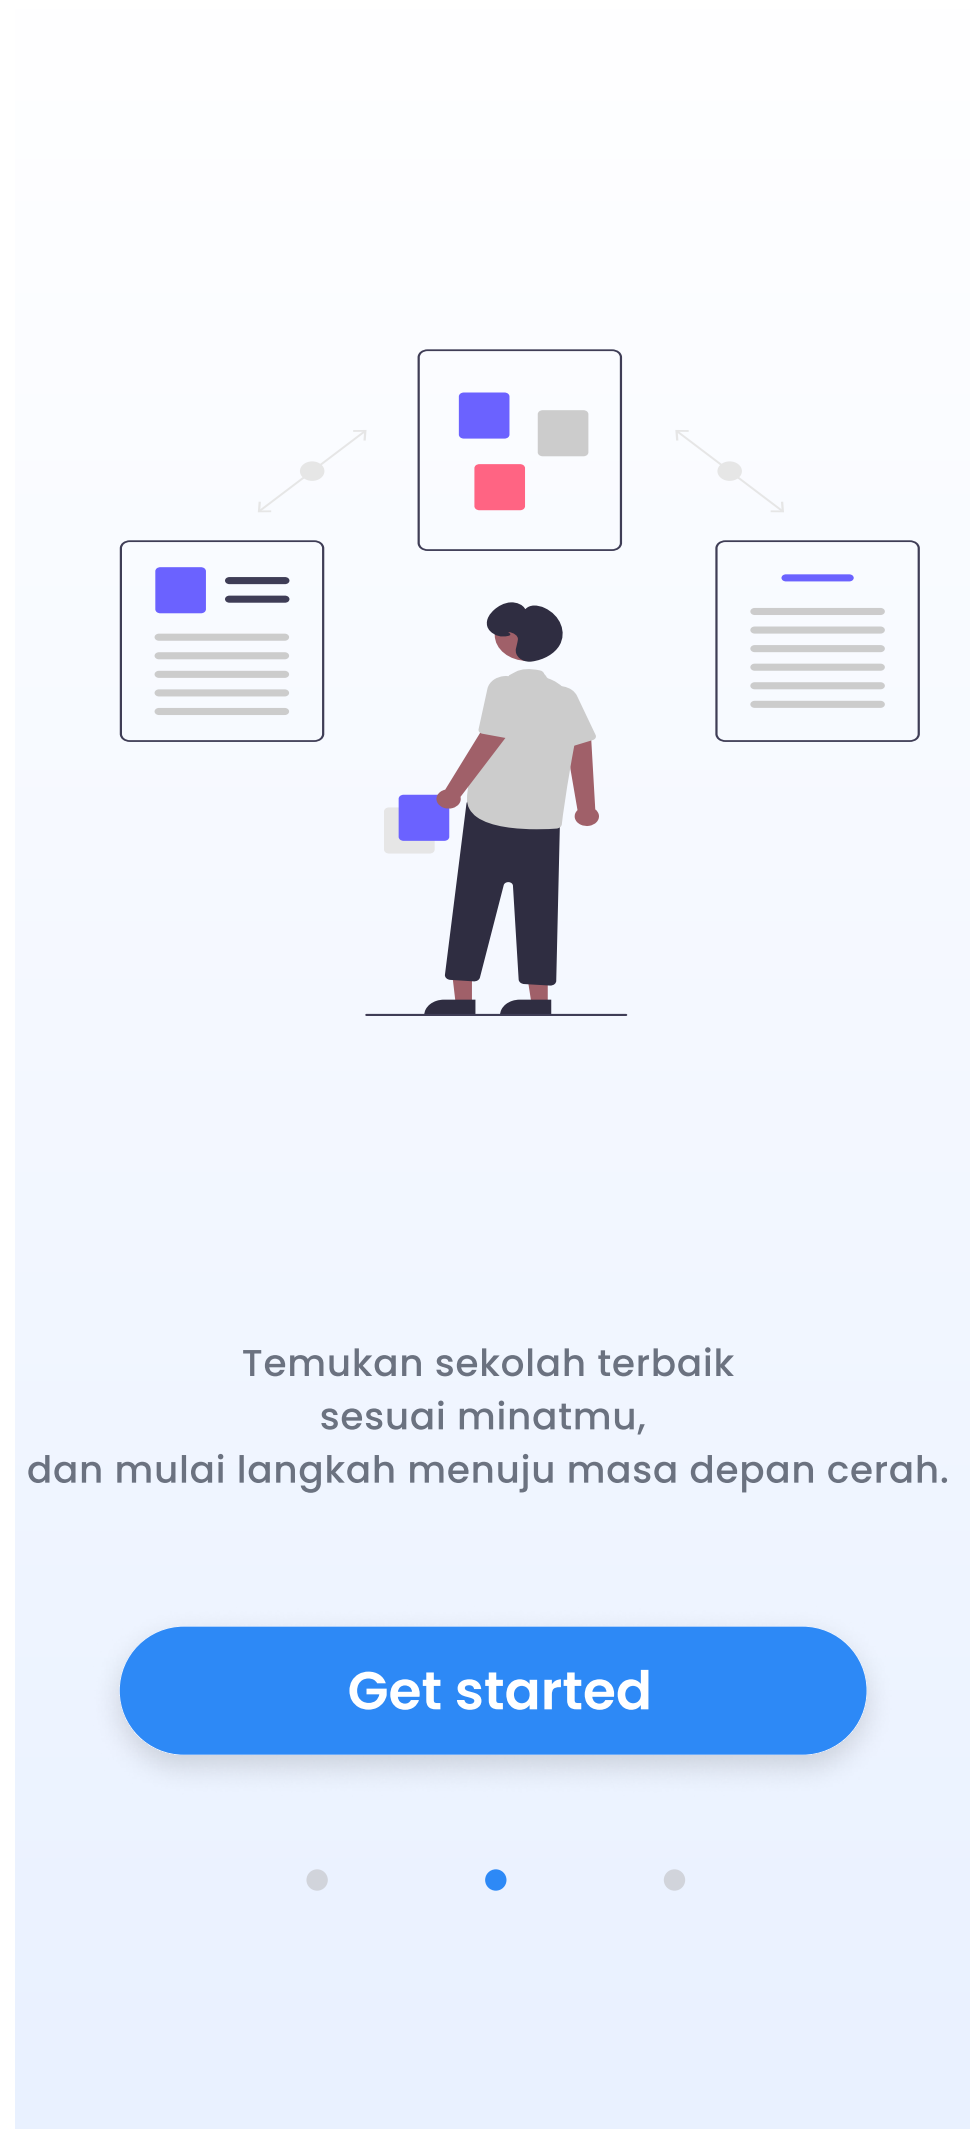 Temukan sekolah terbaik
sesuai minatmu,
dan mulai langkah menuju masa depan cerah.
Get started